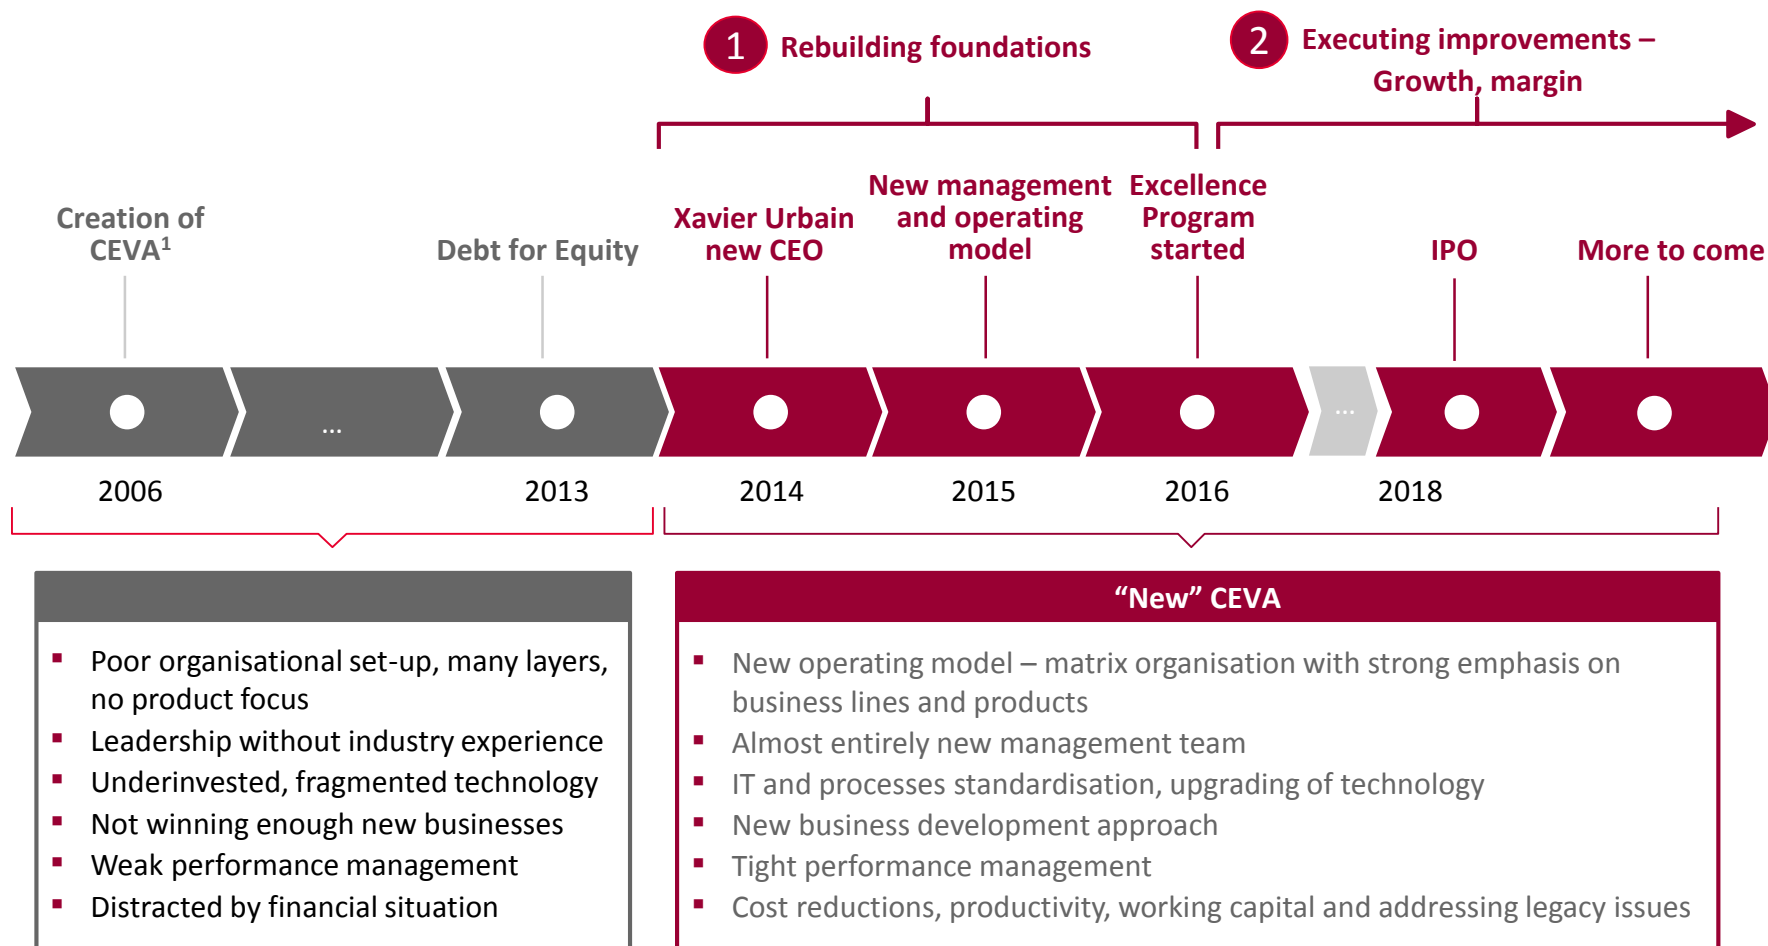 1 Rebuilding foundations
2 Executing improvements –
Growth, margin
Creation of
CEVA¹
Debt for Equity
Xavier Urbain
new CEO
New management
and operating
model
Excellence
Program
started
IPO
More to come
...
...
2006
2013
2014
2015
2016
2018
▪ Poor organisational set-up, many layers,
no product focus
▪ Leadership without industry experience
▪ Underinvested, fragmented technology
▪ Not winning enough new businesses
▪ Weak performance management
▪ Distracted by financial situation
“New” CEVA
▪ New operating model – matrix organisation with strong emphasis on
business lines and products
▪ Almost entirely new management team
▪ IT and processes standardisation, upgrading of technology
▪ New business development approach
▪ Tight performance management
▪ Cost reductions, productivity, working capital and addressing legacy issues